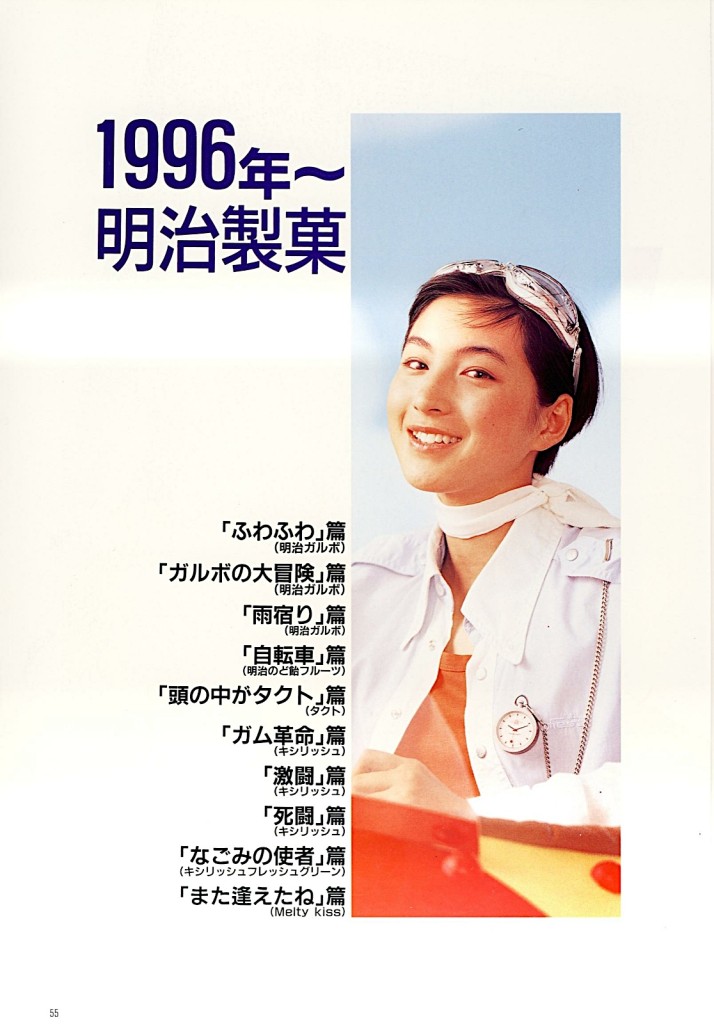 1996年〜
明治製菓
「ふわふわ」篇
(明治ガルボ)
「ガルボの大冒険」篇
(明治ガルボ)
「雨宿り」篇
(明治ガルボ)
「自転車」篇
(明治のど飴フルーツ)
「頭の中がタクト」篇
(タクト)
「ガム革命」篇
(キシリッシュ)
「激闘」篇
(キシリッシュ)
「死闘」篇
(キシリッシュ)
「なごみの使者」篇
(キシリッシュフレッシュグリーン)
「また逢えたね」篇
(Melty kiss)
55